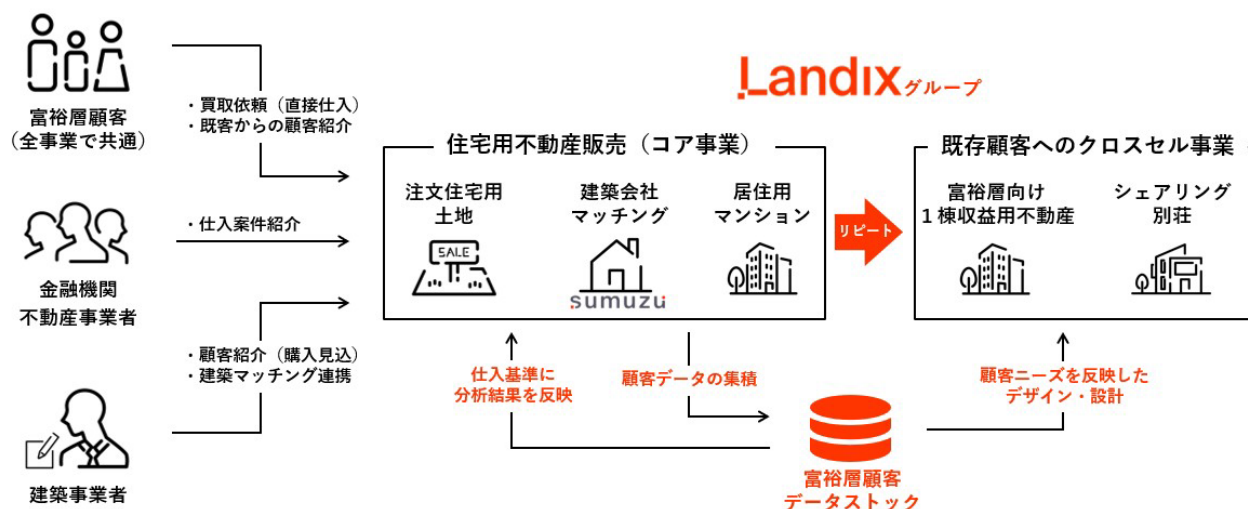 Landix グループ
富裕層顧客
（全事業で共通）
・買取依頼（直接仕入）
・既客からの顧客紹介
金融機関
不動産事業者
・仕入案件紹介
建築事業者
・顧客紹介（購入見込）
・建築マッチング連携
住宅用不動産販売（コア事業）
注文住宅用
土地
SALE
建築会社
マッチング
sumuzu
居住用
マンション
リピート
既存顧客へのクロスセル事業
富裕層向け
１棟収益用不動産
シェアリング
別荘
仕入基準に
分析結果を反映
顧客データの集積
顧客ニーズを反映した
デザイン・設計
富裕層顧客
データストック